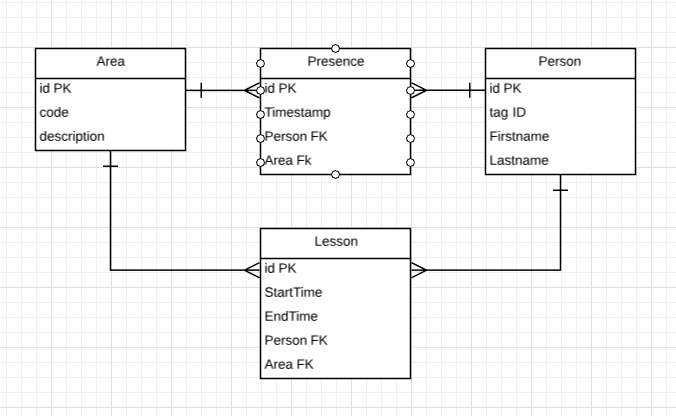 Area
id PK
code
description
Presence
id PK
Timestamp
Person FK
Area Fk
Person
id PK
tag ID
Firstname
Lastname
Lesson
id PK
StartTime
EndTime
Person FK
Area FK